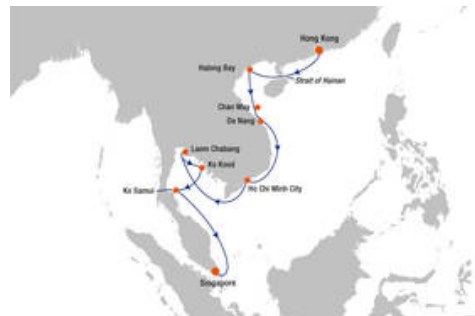 Hong Kong
Halong Bay
Strait of Hainan
Chan May
Da Nang
Laem Chabang
Ko Kood
Ko Samui
Ho Chi Minh City
Singapore